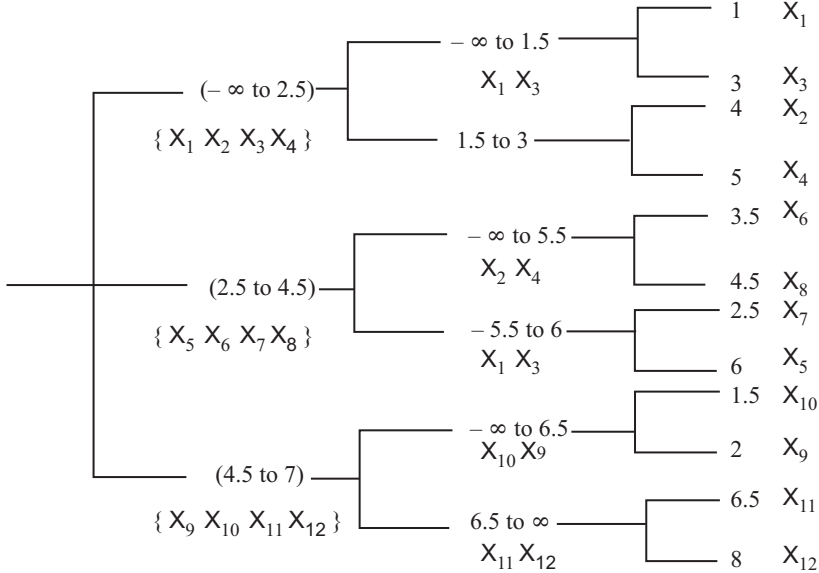 1 X₁
– ∞ to 1.5
X₁ X₃
3 X₃
(– ∞ to 2.5)
4 X₂
{ X₁ X₂ X₃ X₄ }
1.5 to 3
5 X₄
3.5 X₆
– ∞ to 5.5
X₂ X₄
4.5 X₈
(2.5 to 4.5)
2.5 X₇
{ X₅ X₆ X₇ X₈ }
– 5.5 to 6
X₁ X₃
6 X₅
1.5 X₁₀
– ∞ to 6.5
X₁₀ X₉
2 X₉
(4.5 to 7)
6.5 X₁₁
{ X₉ X₁₀ X₁₁ X₁₂ }
6.5 to ∞
X₁₁ X₁₂
8 X₁₂